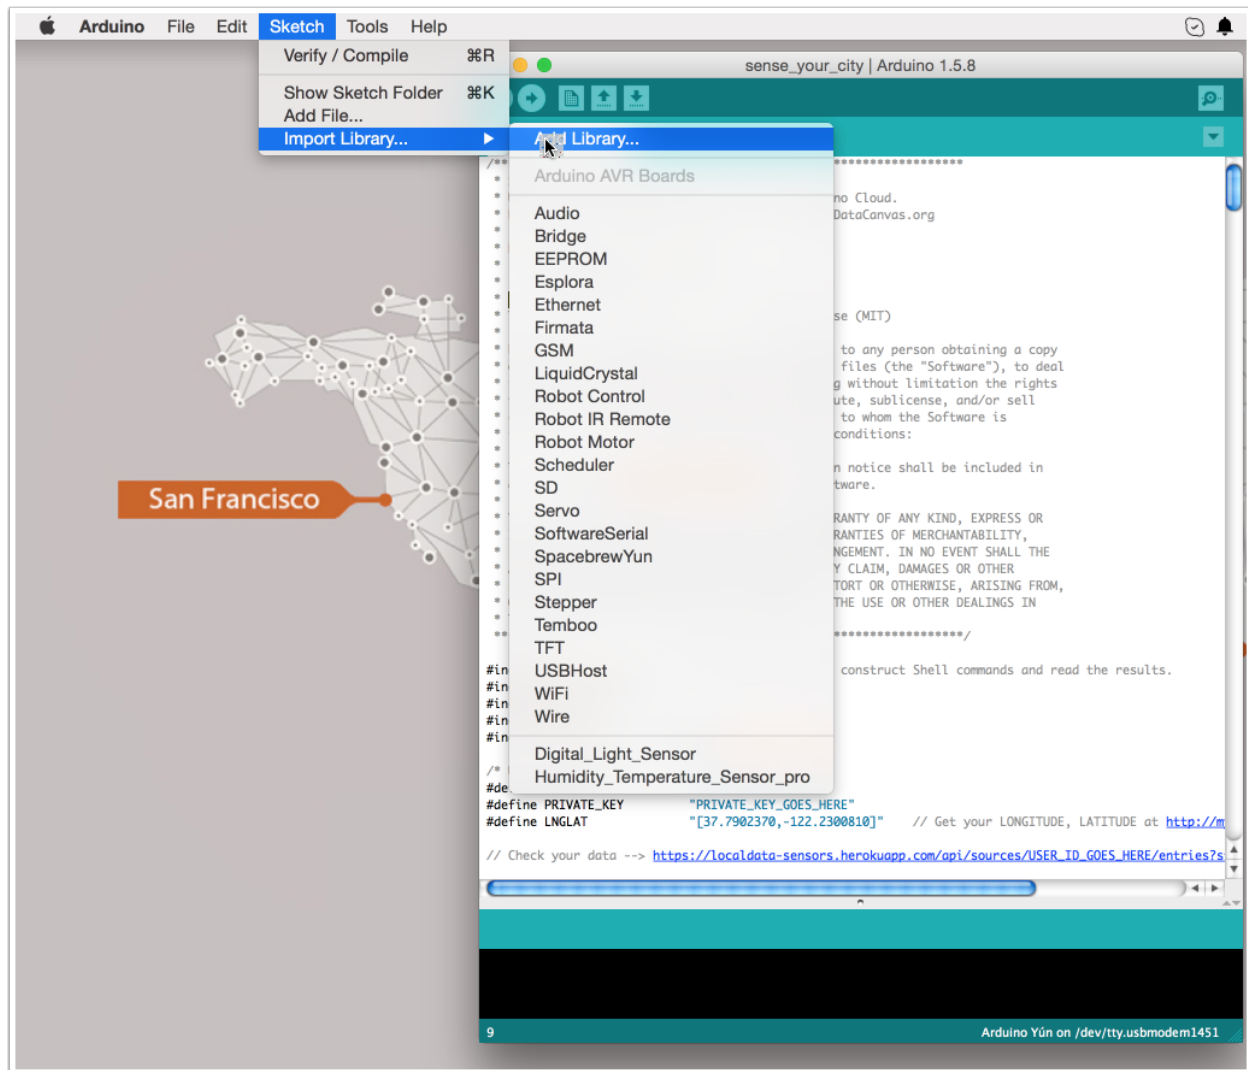 Arduino File Edit Sketch Tools Help
Verify / Compile ⌘R
Show Sketch Folder ⌘K
Add File...
Import Library...
sense_your_city | Arduino 1.5.8
Add Library...
Arduino AVR Boards
Audio
Bridge
EEPROM
Esplora
Ethernet
Firmata
GSM
LiquidCrystal
Robot Control
Robot IR Remote
Robot Motor
Scheduler
SD
Servo
SoftwareSerial
SpacebrewYun
SPI
Stepper
Temboo
TFT
USBHost
WiFi
Wire
Digital_Light_Sensor
Humidity_Temperature_Sensor_pro
San Francisco
/** ******************
* no Cloud.
* DataCanvas.org
*
*
*
*
* se (MIT)
*
* to any person obtaining a copy
* files (the "Software"), to deal
* g without limitation the rights
* ute, sublicense, and/or sell
* to whom the Software is
* conditions:
*
* n notice shall be included in
* tware.
*
* RANTY OF ANY KIND, EXPRESS OR
* RANTIES OF MERCHANTABILITY,
* NGEMENT. IN NO EVENT SHALL THE
* Y CLAIM, DAMAGES OR OTHER
* TORT OR OTHERWISE, ARISING FROM,
* THE USE OR OTHER DEALINGS IN
*
** ******************/
#in construct Shell commands and read the results.
#in
#in
#in
#in
/*
#de
#define PRIVATE_KEY "PRIVATE_KEY_GOES_HERE"
#define LNGLAT "[37.7902370,-122.2300810]" // Get your LONGITUDE, LATITUDE at http://m
// Check your data --> https://localdata-sensors.herokuapp.com/api/sources/USER_ID_GOES_HERE/entries?s
9 Arduino Yún on /dev/tty.usbmodem1451